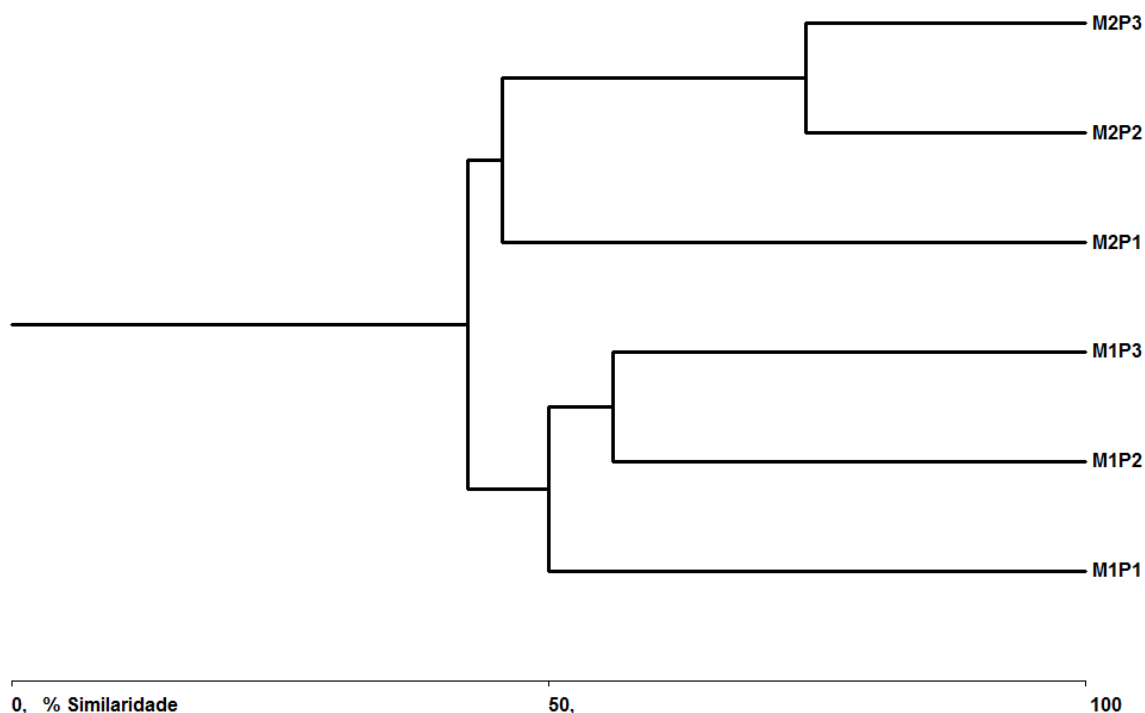 M2P3
M2P2
M2P1
M1P3
M1P2
M1P1
0, % Similaridade 50, 100